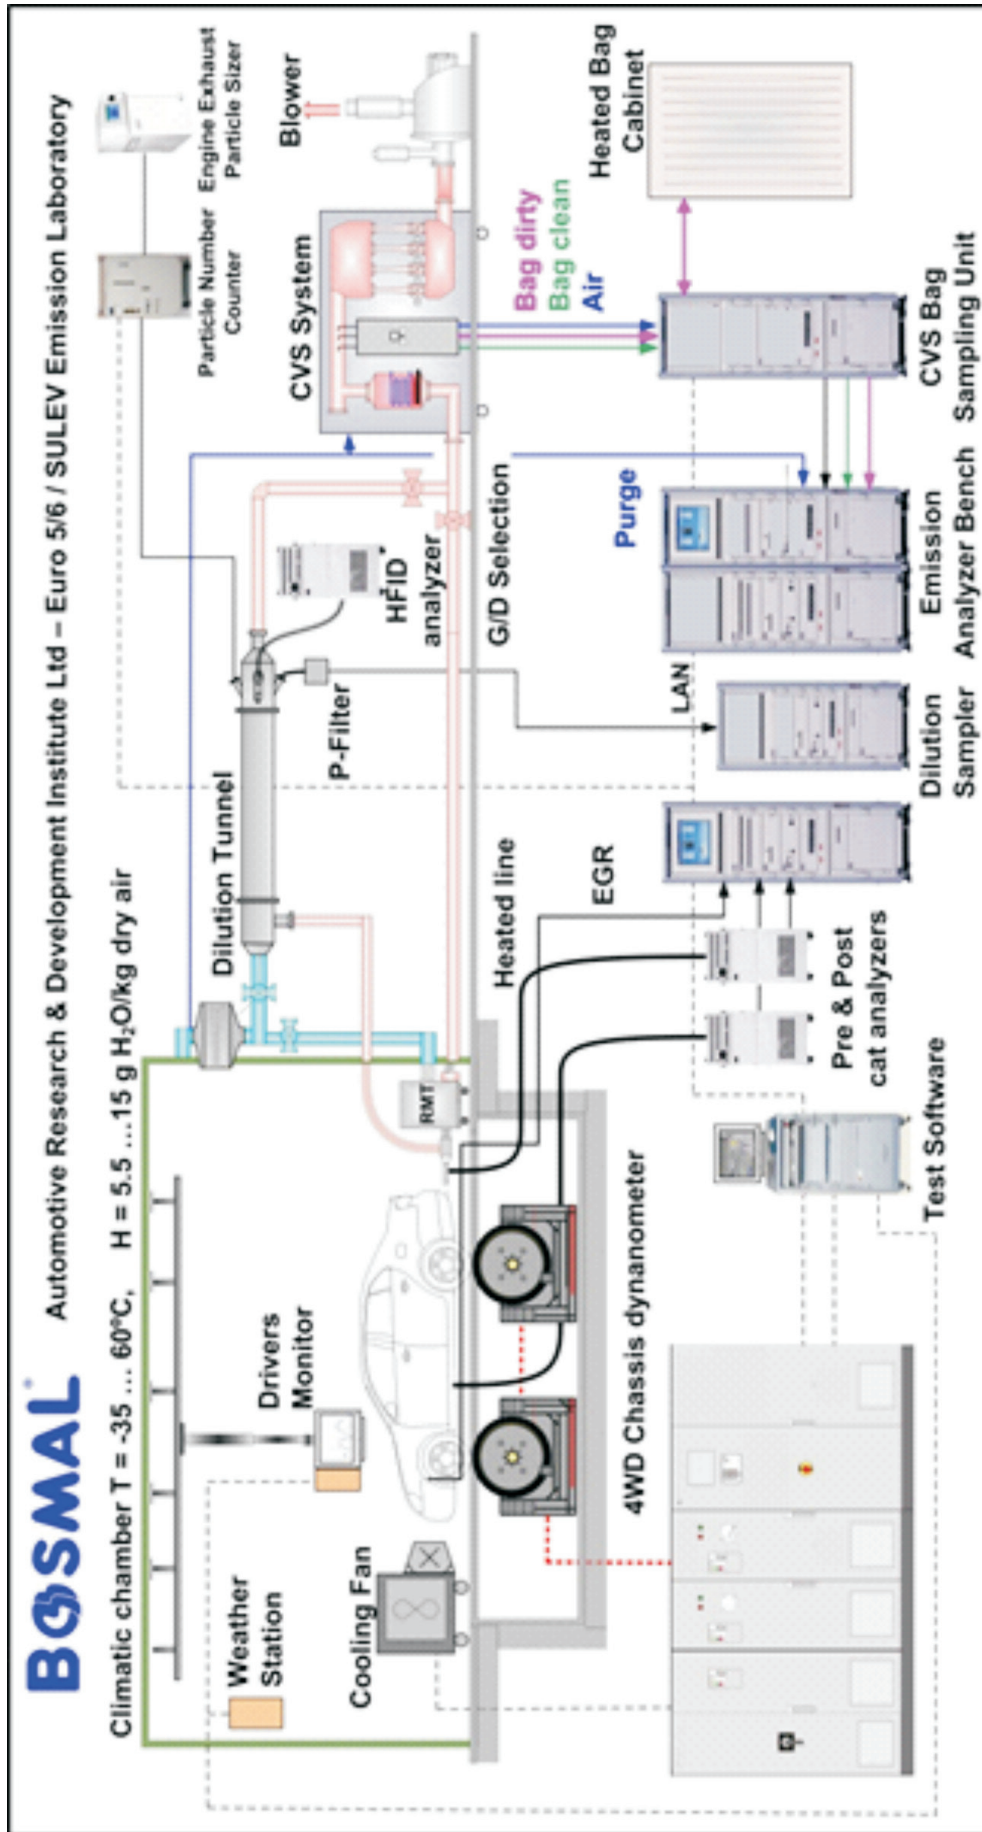 BOSMAL®
Automotive Research & Development Institute Ltd – Euro 5/6 / SULEV Emission Laboratory
Climatic chamber T = -35 ... 60°C,
H = 5.5 ...15 g H₂O/kg dry air
Weather
Station
Drivers
Monitor
Cooling Fan
RMT
Dilution Tunnel
P-Filter
HFID
analyzer
Particle Number
Counter
Engine Exhaust
Particle Sizer
CVS System
Blower
Heated line
EGR
G/D Selection
LAN
Purge
Bag dirty
Bag clean
Air
Heated Bag
Cabinet
4WD Chassis dynanometer
Test Software
Pre & Post
cat analyzers
Dilution
Sampler
Emission
Analyzer Bench
CVS Bag
Sampling Unit